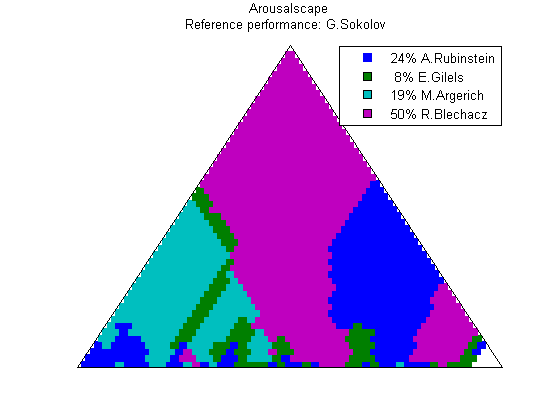 Arousalscape
Reference performance: G.Sokolov
24% A.Rubinstein
8% E.Gilels
19% M.Argerich
50% R.Blechacz